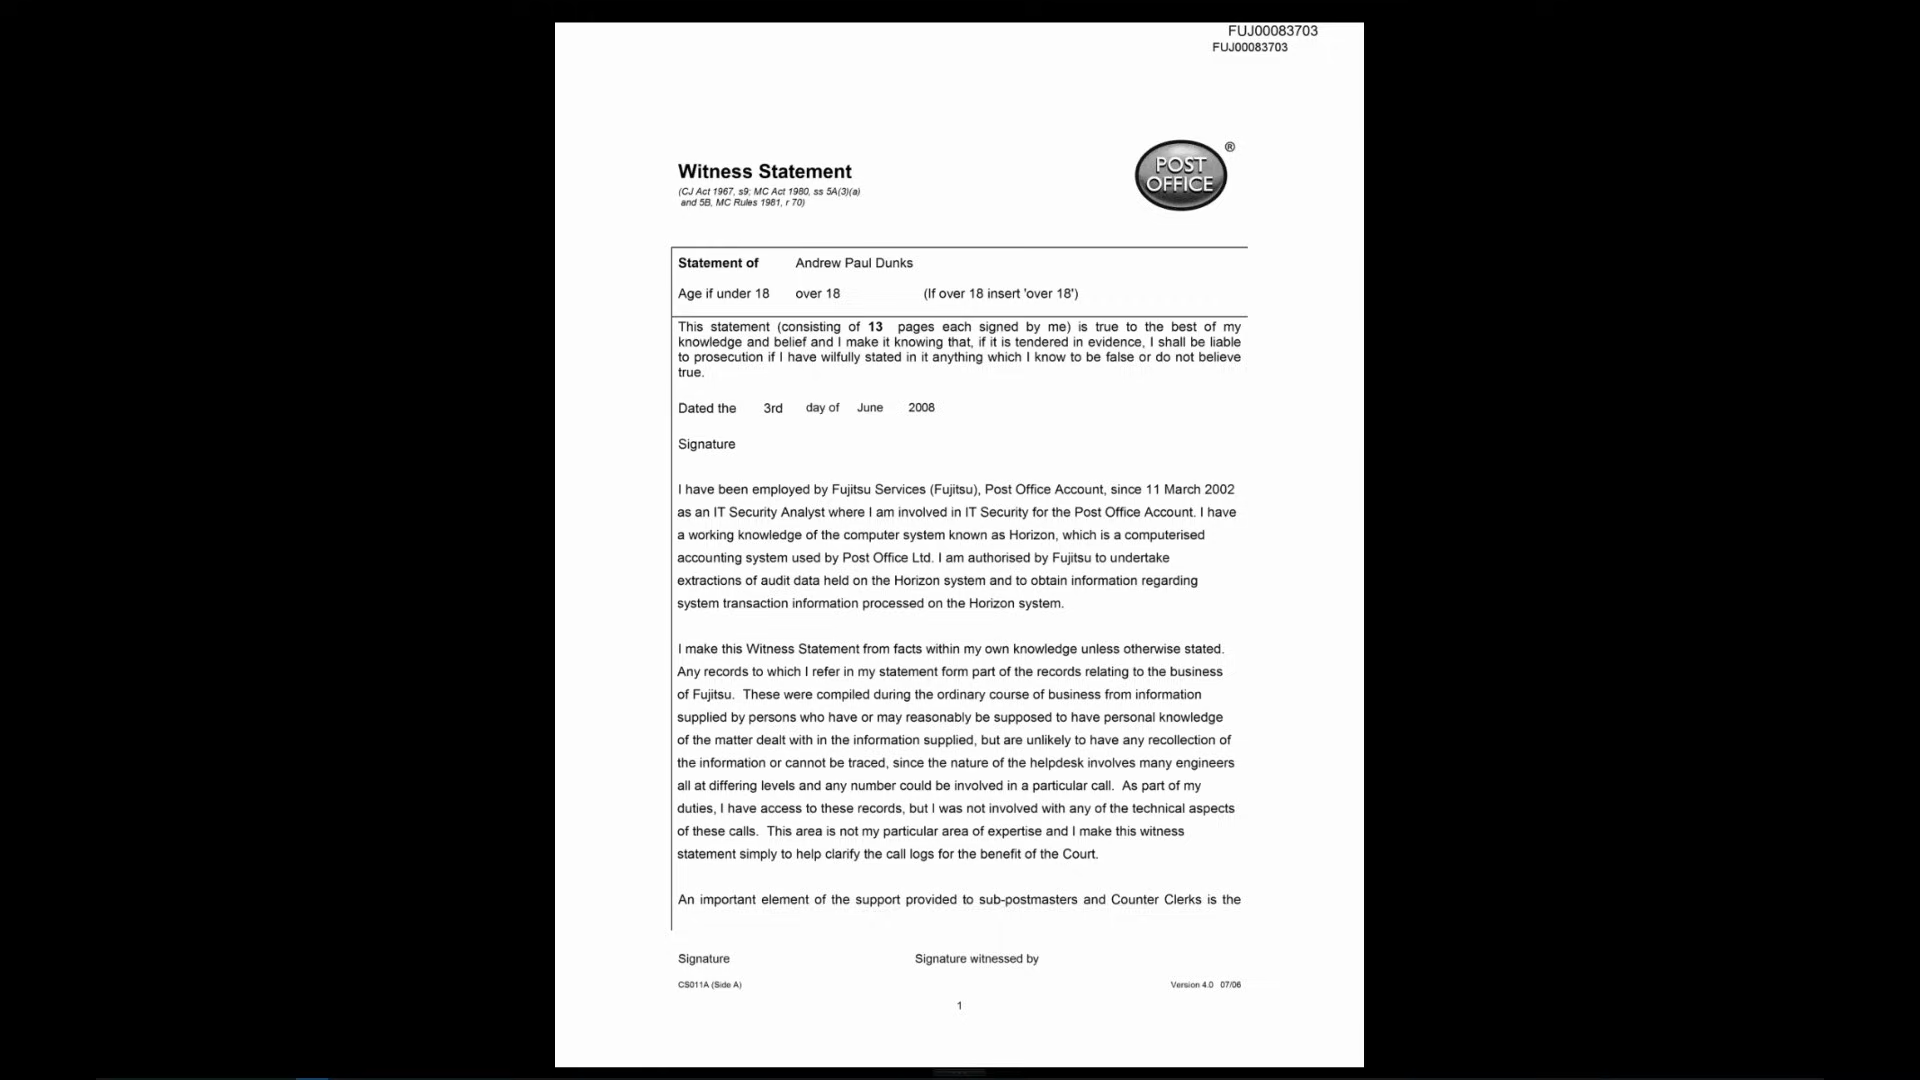 FUJ00083703
FUJ00083703
POST
OFFICE
®
Witness Statement
(CJ Act 1967, s9; MC Act 1980, ss 5A(3)(a)
and 5B, MC Rules 1981, r 70)
Statement of Andrew Paul Dunks
Age if under 18 over 18 (If over 18 insert 'over 18')
This statement (consisting of 13 pages each signed by me) is true to the best of my
knowledge and belief and I make it knowing that, if it is tendered in evidence, I shall be liable
to prosecution if I have wilfully stated in it anything which I know to be false or do not believe
true.
Dated the 3rd day of June 2008
Signature
I have been employed by Fujitsu Services (Fujitsu), Post Office Account, since 11 March 2002
as an IT Security Analyst where I am involved in IT Security for the Post Office Account. I have
a working knowledge of the computer system known as Horizon, which is a computerised
accounting system used by Post Office Ltd. I am authorised by Fujitsu to undertake
extractions of audit data held on the Horizon system and to obtain information regarding
system transaction information processed on the Horizon system.
I make this Witness Statement from facts within my own knowledge unless otherwise stated.
Any records to which I refer in my statement form part of the records relating to the business
of Fujitsu. These were compiled during the ordinary course of business from information
supplied by persons who have or may reasonably be supposed to have personal knowledge
of the matter dealt with in the information supplied, but are unlikely to have any recollection of
the information or cannot be traced, since the nature of the helpdesk involves many engineers
all at differing levels and any number could be involved in a particular call. As part of my
duties, I have access to these records, but I was not involved with any of the technical aspects
of these calls. This area is not my particular area of expertise and I make this witness
statement simply to help clarify the call logs for the benefit of the Court.
An important element of the support provided to sub-postmasters and Counter Clerks is the
Signature Signature witnessed by
CS011A (Side A) Version 4.0 07/06
1